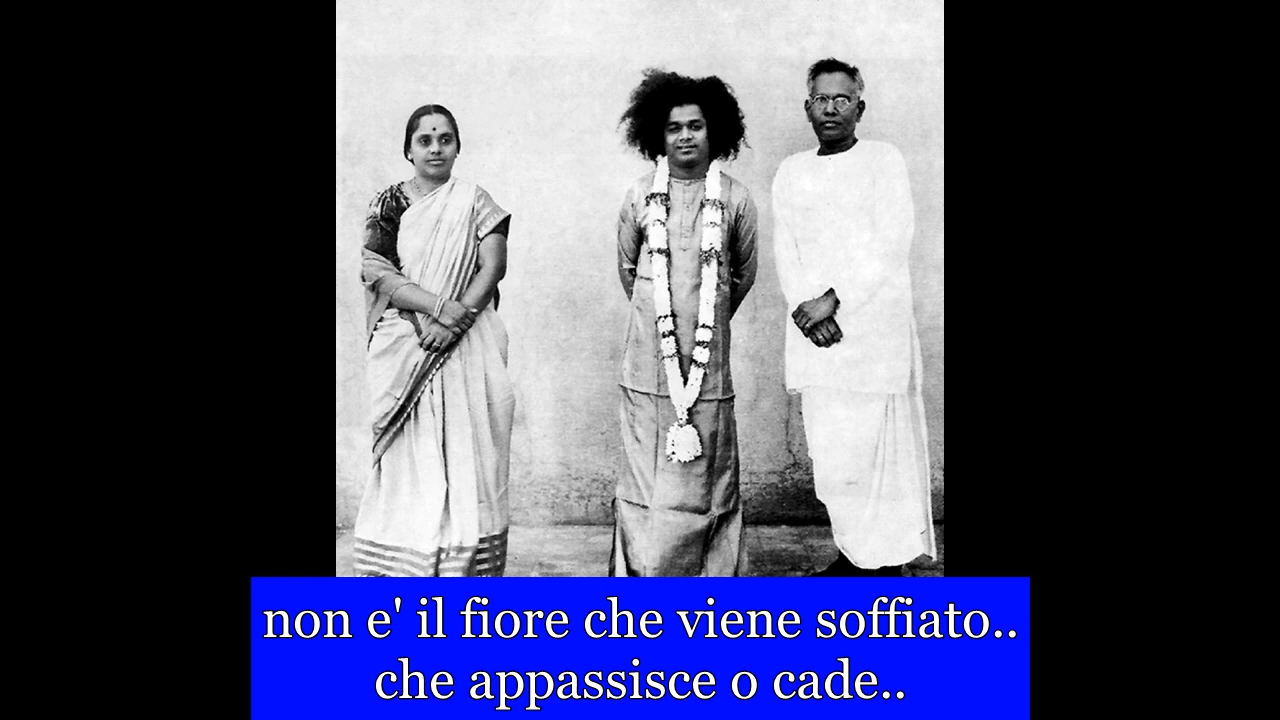 non e' il fiore che viene soffiato..
che appassisce o cade..